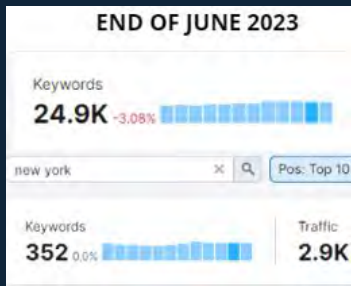 END OF JUNE 2023
Keywords
24.9K -3.08%
new york × Pos: Top 10
Keywords Traffic
352 0.0% 2.9K